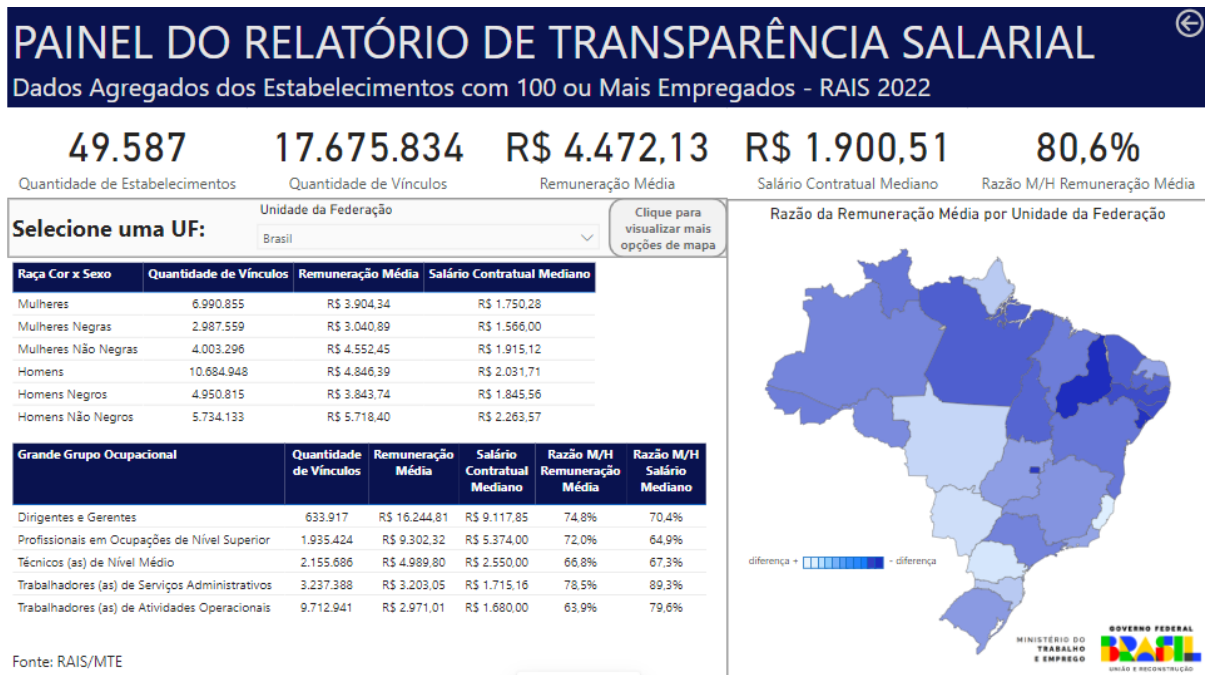 PAINEL DO RELATÓRIO DE TRANSPARÊNCIA SALARIAL
Dados Agregados dos Estabelecimentos com 100 ou Mais Empregados - RAIS 2022
49.587 17.675.834 R$ 4.472,13 R$ 1.900,51 80,6%
Quantidade de Estabelecimentos Quantidade de Vínculos Remuneração Média Salário Contratual Mediano Razão M/H Remuneração Média
Selecione uma UF:
Unidade da Federação
Brasil
Clique para
visualizar mais
opções de mapa
Raça Cor x Sexo Quantidade de Vínculos Remuneração Média Salário Contratual Mediano
Mulheres 6.990.855 R$ 3.904,34 R$ 1.750,28
Mulheres Negras 2.987.559 R$ 3.040,89 R$ 1.566,00
Mulheres Não Negras 4.003.296 R$ 4.552,45 R$ 1.915,12
Homens 10.684.948 R$ 4.846,39 R$ 2.031,71
Homens Negros 4.950.815 R$ 3.843,74 R$ 1.845,56
Homens Não Negros 5.734.133 R$ 5.718,40 R$ 2.263,57
Grande Grupo Ocupacional Quantidade Remuneração Salário Razão M/H Razão M/H
de Vínculos Média Contratual Remuneração Salário
Mediano Média Mediano
Dirigentes e Gerentes 633.917 R$ 16.244,81 R$ 9.117,85 74,8% 70,4%
Profissionais em Ocupações de Nível Superior 1.935.424 R$ 9.302,32 R$ 5.374,00 72,0% 64,9%
Técnicos (as) de Nível Médio 2.155.686 R$ 4.989,80 R$ 2.550,00 66,8% 67,3%
Trabalhadores (as) de Serviços Administrativos 3.237.388 R$ 3.203,05 R$ 1.715,16 78,5% 89,3%
Trabalhadores (as) de Atividades Operacionais 9.712.941 R$ 2.971,01 R$ 1.680,00 63,9% 79,6%
Fonte: RAIS/MTE
Razão da Remuneração Média por Unidade da Federação
diferença + - diferença
MINISTÉRIO DO
TRABALHO
E EMPREGO
GOVERNO FEDERAL
BRASIL
UNIÃO E RECONSTRUÇÃO